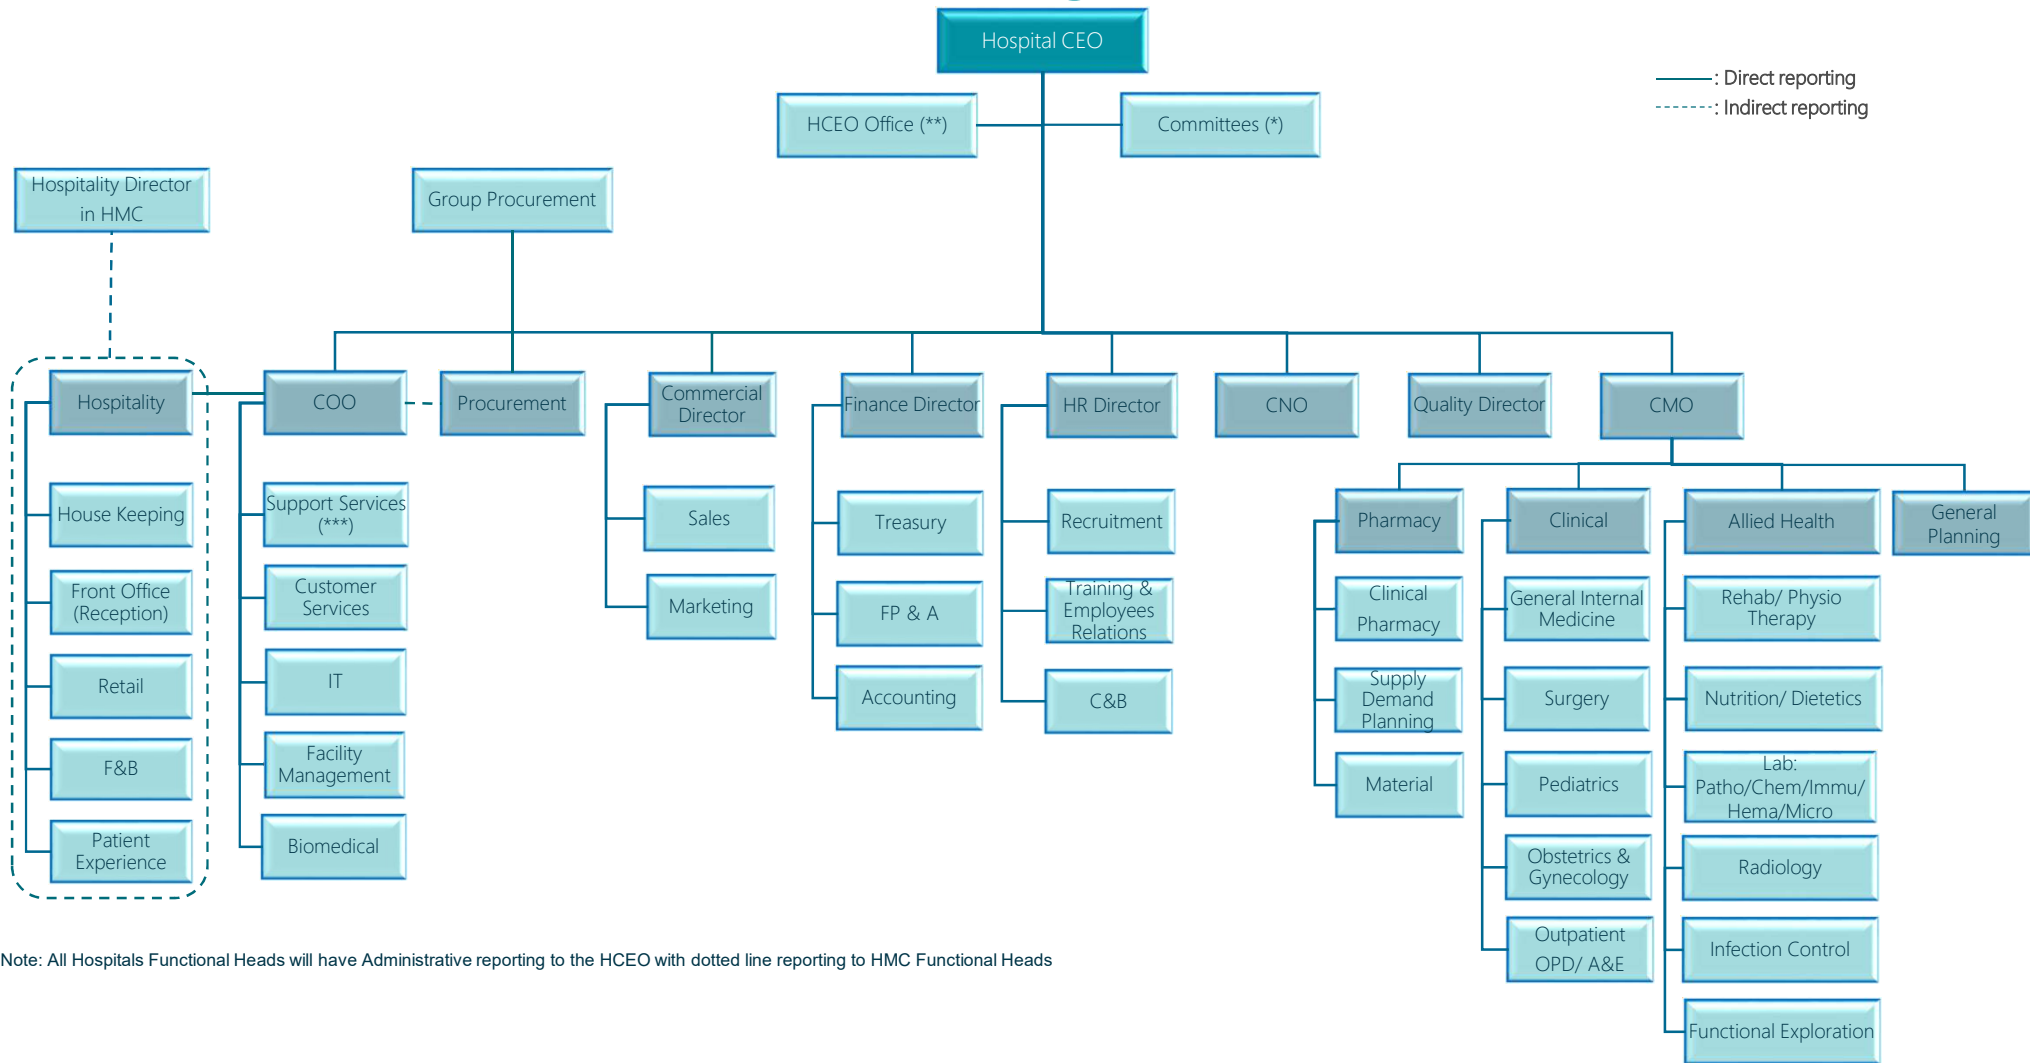 Hospital CEO
: Direct reporting
: Indirect reporting
HCEO Office (**)
Committees (*)
Hospitality Director
in HMC
Group Procurement
Hospitality
COO
Procurement
Commercial
Director
Finance Director
HR Director
CNO
Quality Director
CMO
House Keeping
Front Office
(Reception)
Retail
F&B
Patient
Experience
Support Services
(***)
Customer
Services
IT
Facility
Management
Biomedical
Sales
Marketing
Treasury
FP & A
Accounting
Recruitment
Training &
Employees
Relations
C&B
Pharmacy
Clinical
Pharmacy
Supply
Demand
Planning
Material
Clinical
General Internal
Medicine
Surgery
Pediatrics
Obstetrics &
Gynecology
Outpatient
OPD/ A&E
Allied Health
Rehab/ Physio
Therapy
Nutrition/ Dietetics
Lab:
Patho/Chem/Immu/
Hema/Micro
Radiology
Infection Control
Functional Exploration
General
Planning
Note: All Hospitals Functional Heads will have Administrative reporting to the HCEO with dotted line reporting to HMC Functional Heads